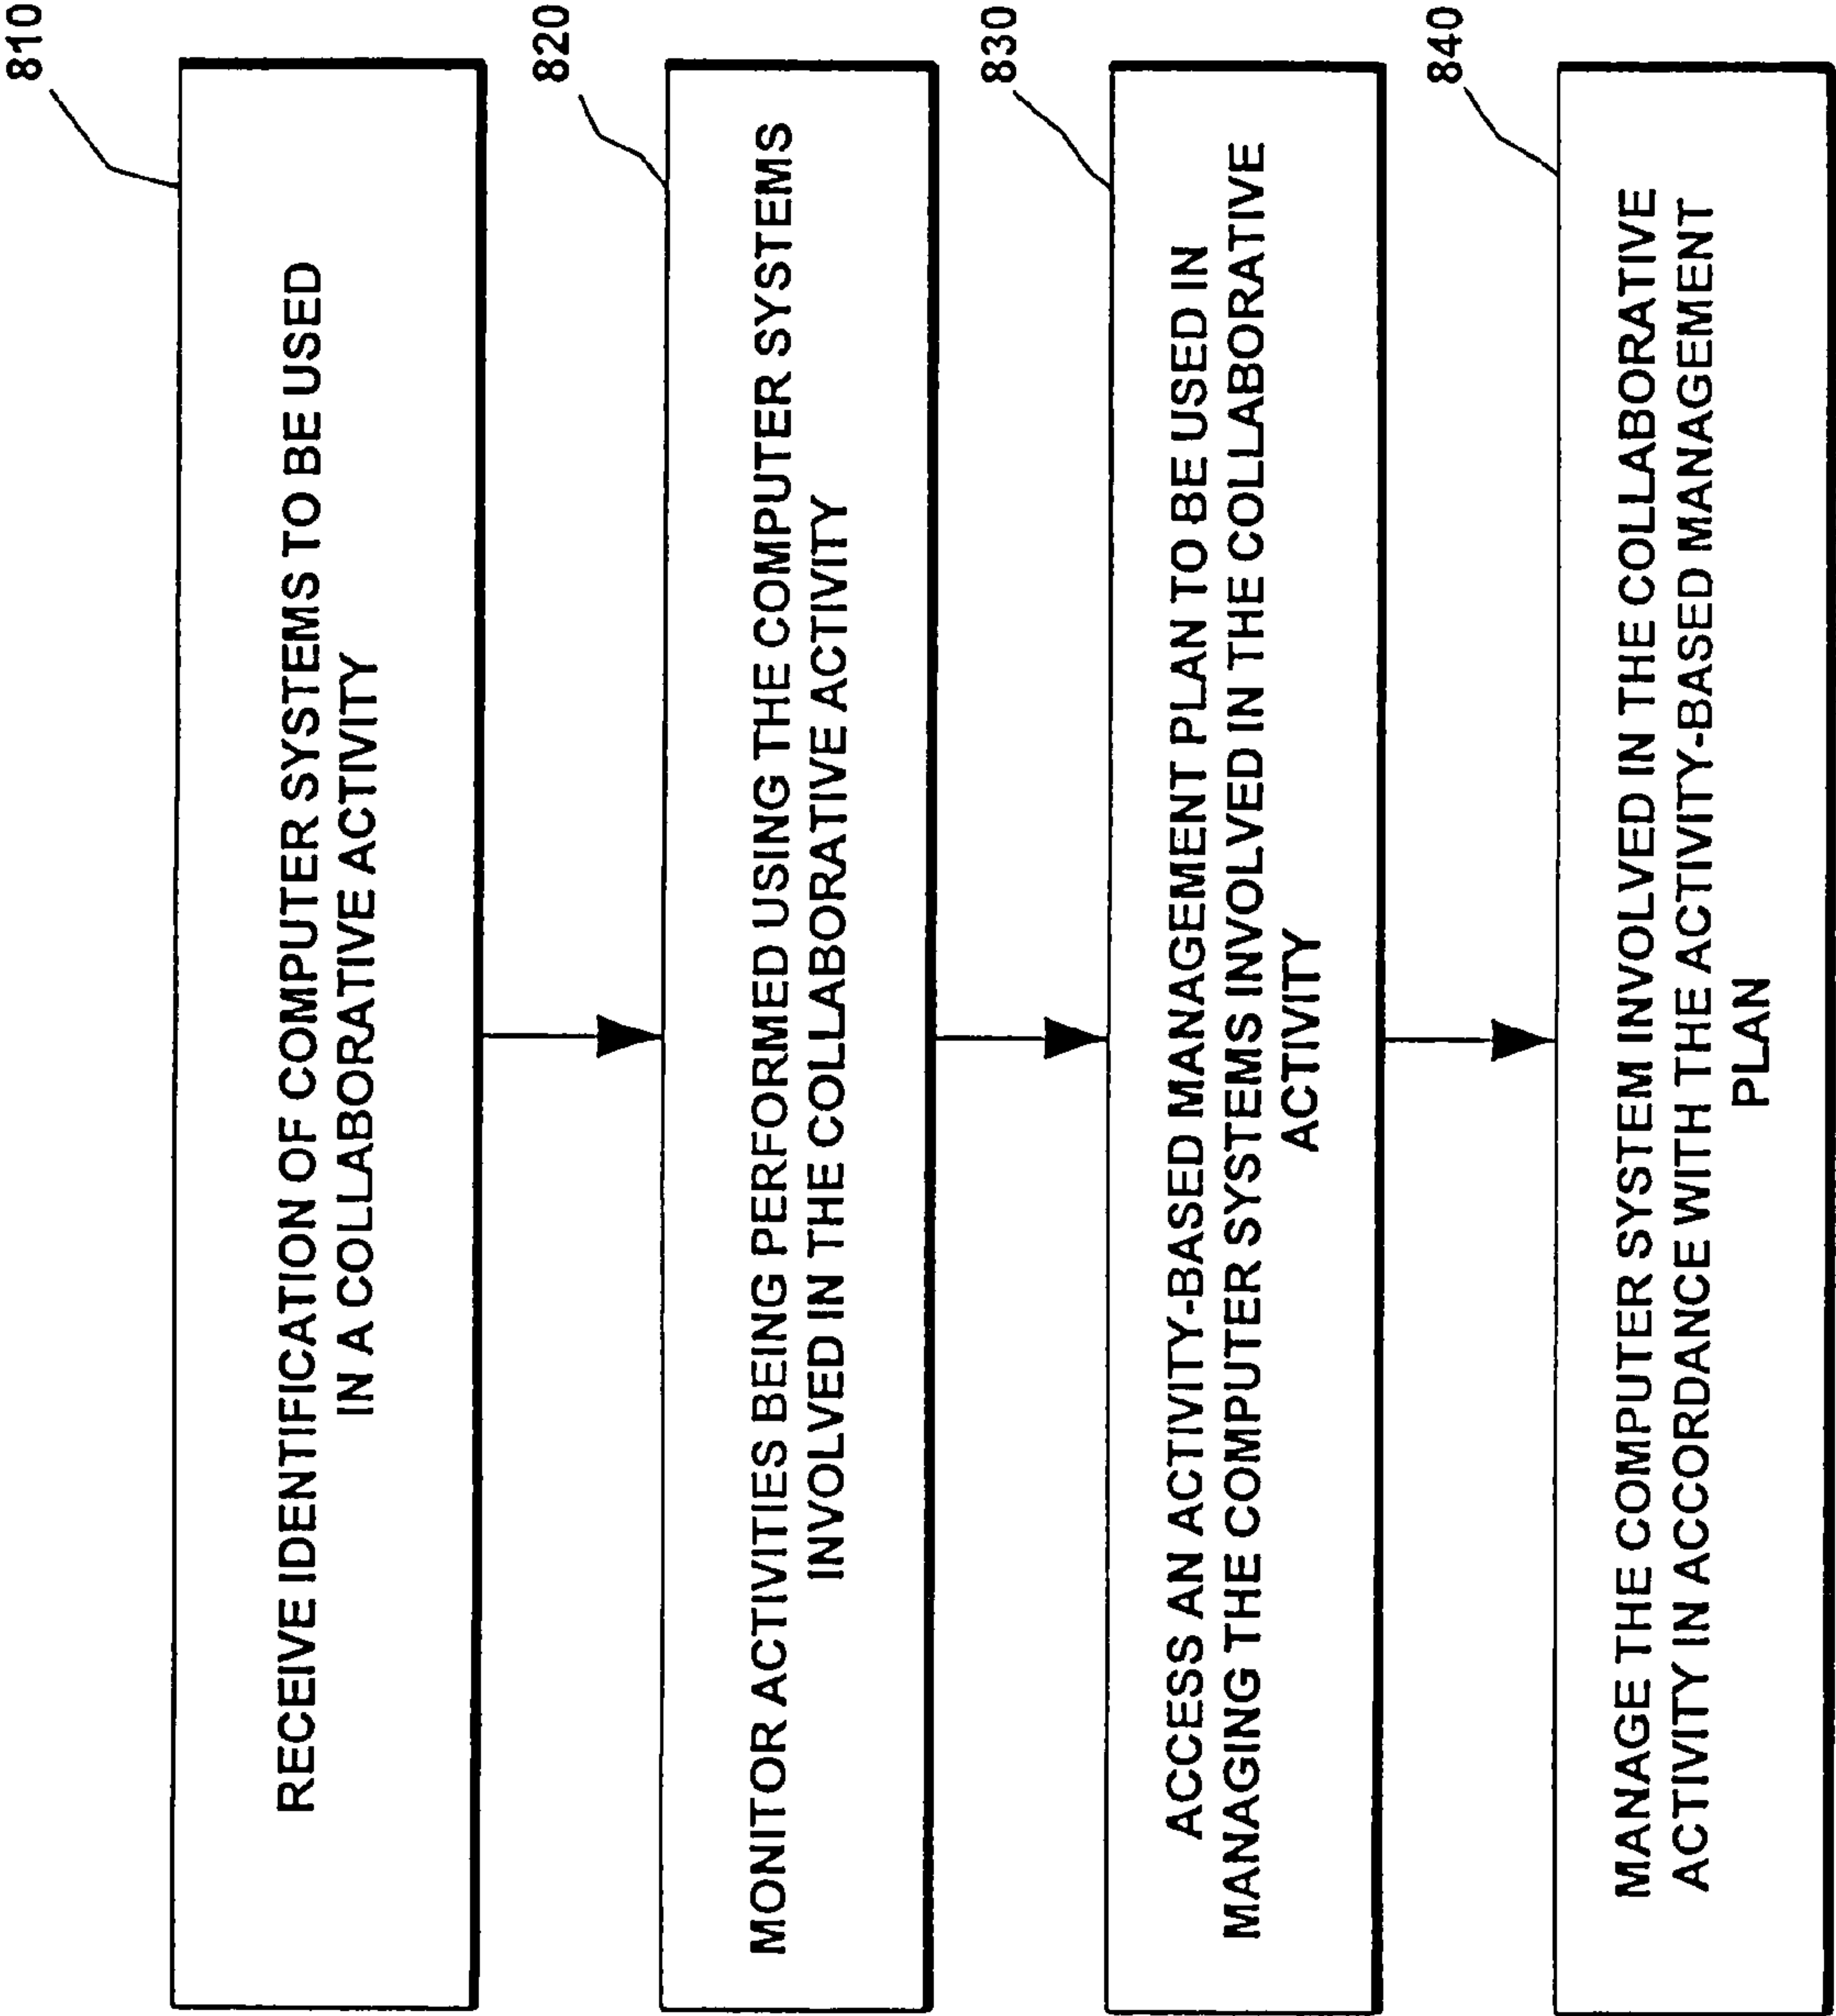 810
RECEIVE IDENTIFICATION OF COMPUTER SYSTEMS TO BE USED
IN A COLLABORATIVE ACTIVITY
820
MONITOR ACTIVITIES BEING PERFORMED USING THE COMPUTER SYSTEMS
INVOLVED IN THE COLLABORATIVE ACTIVITY
830
ACCESS AN ACTIVITY-BASED MANAGEMENT PLAN TO BE USED IN
MANAGING THE COMPUTER SYSTEMS INVOLVED IN THE COLLABORATIVE
ACTIVITY
840
MANAGE THE COMPUTER SYSTEM INVOLVED IN THE COLLABORATIVE
ACTIVITY IN ACCORDANCE WITH THE ACTIVITY-BASED MANAGEMENT
PLAN